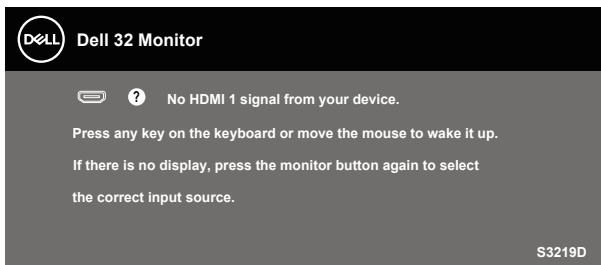 DELL Dell 32 Monitor
? No HDMI 1 signal from your device.
Press any key on the keyboard or move the mouse to wake it up.
If there is no display, press the monitor button again to select
the correct input source.
S3219D